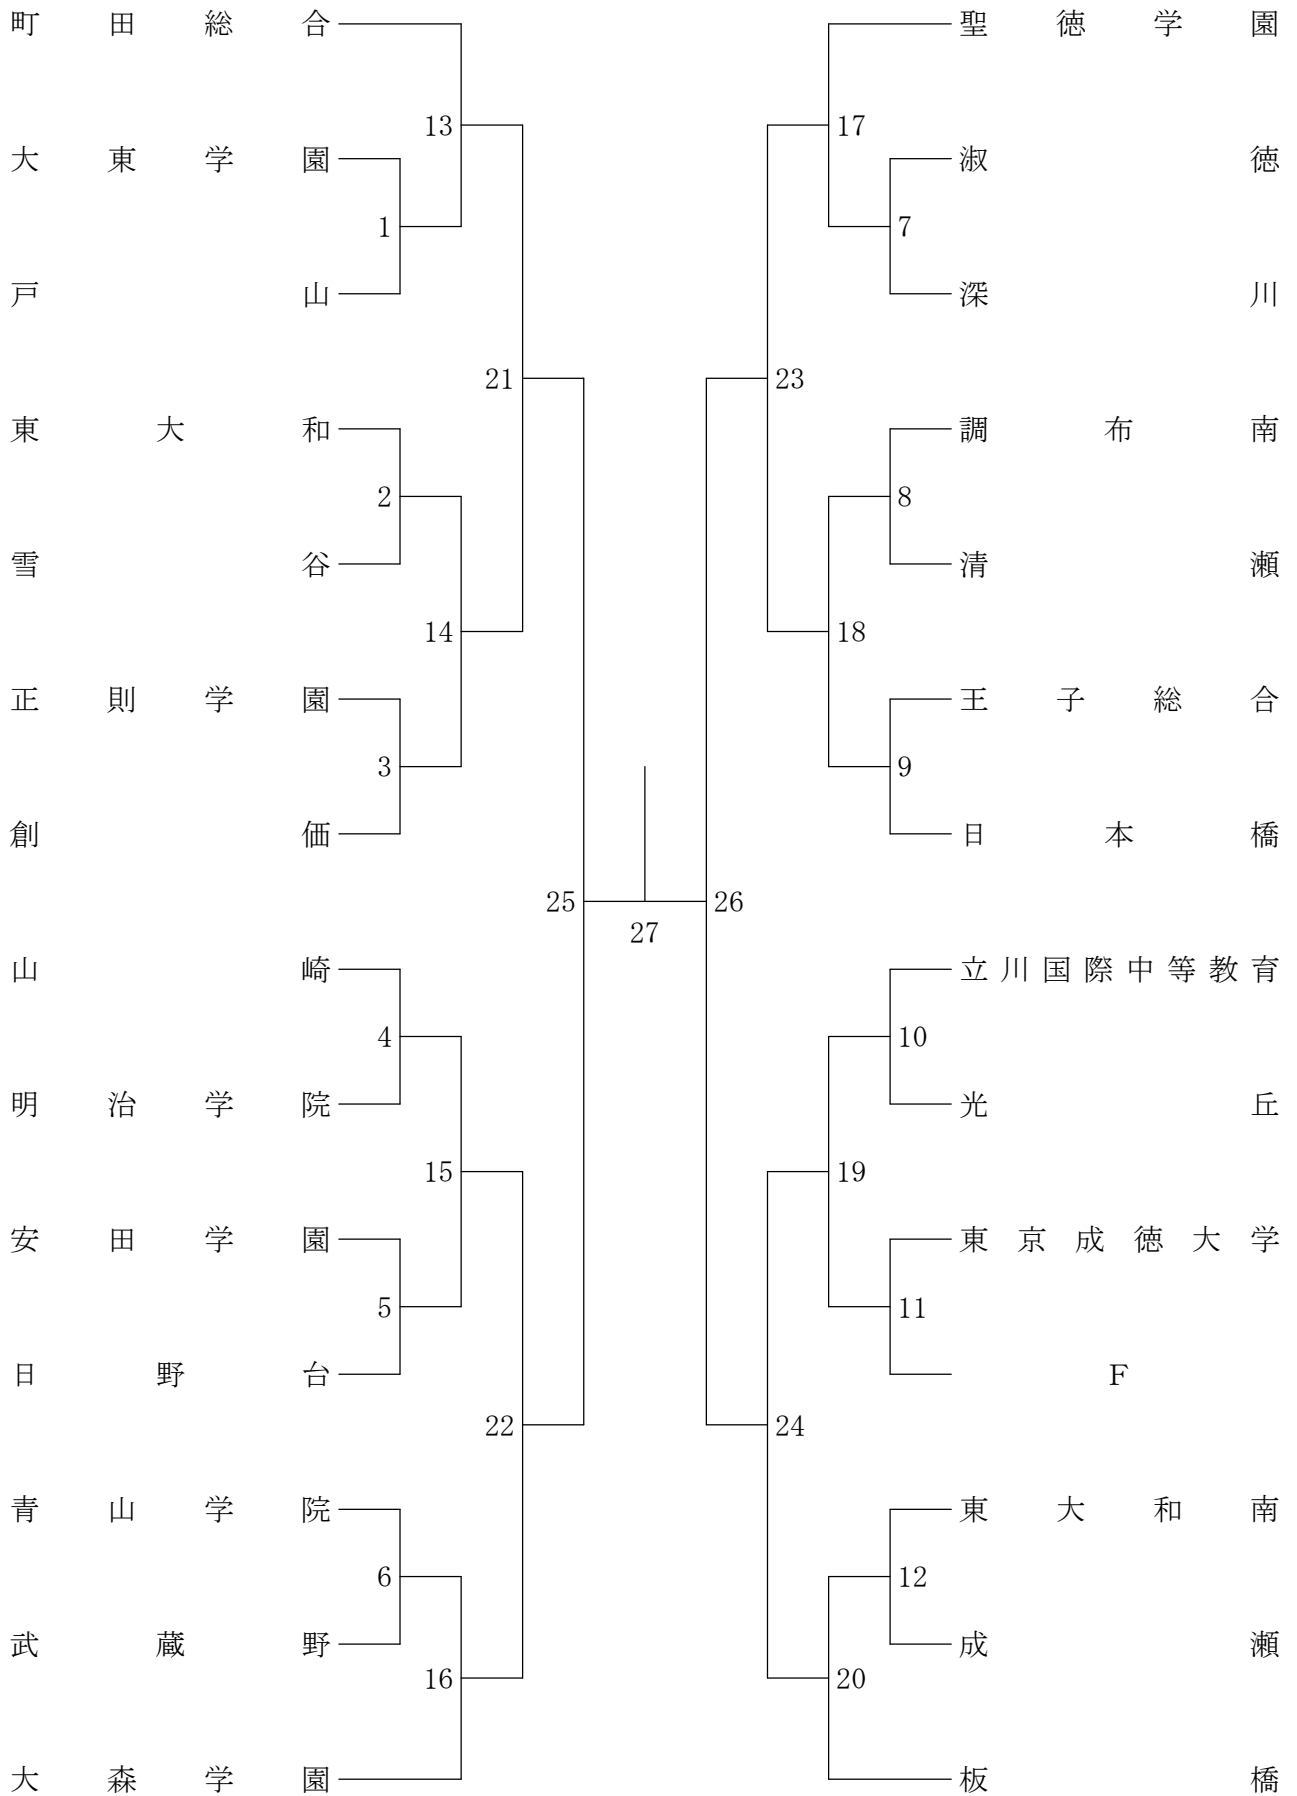 町田総合
聖徳学園
13
17
大東学園
淑徳
1
7
戸山
深川
21
23
東大和
調布南
2
8
雪谷
清瀬
14
18
正則学園
王子総合
3
9
創価
日本橋
25
26
27
山崎
立川国際中等教育
4
10
明治学院
光丘
15
19
安田学園
東京成徳大学
5
11
日野台
F
22
24
青山学院
東大和南
6
12
武蔵野
成瀬
16
20
大森学園
板橋